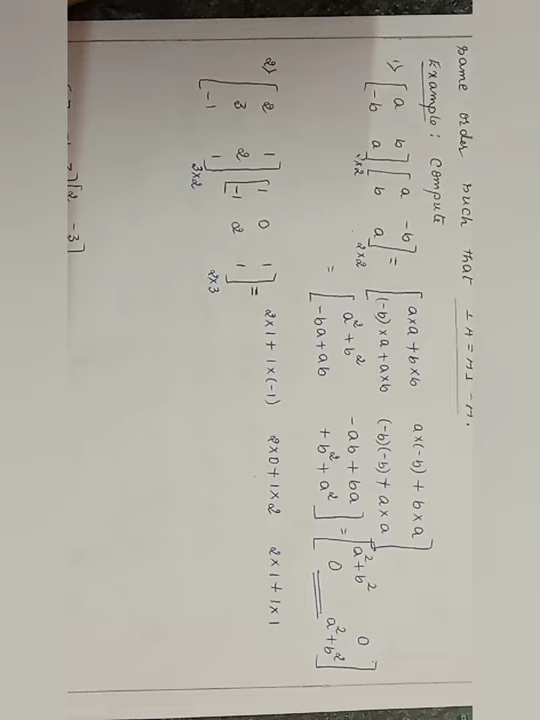 same order such that IA = AI = A.
Example: compute
1) [ a b ; -b a ]2x2 [ a -b ; b a ]2x2 = [ a x a + b x b a x (-b) + b x a ; (-b) x a + a x b (-b)(-b) + a x a ]
= [ a² + b² -ab + ba ; -ba + ab + b² + a² ] = [ a² + b² 0 ; 0 a² + b² ]
2) [ 2 1 ; 3 2 ; -1 1 ]3x2 [ 1 0 1 ; -1 2 1 ]2x3 = 2 x 1 + 1 x (-1) 2 x 0 + 1 x 2 2 x 1 + 1 x 1